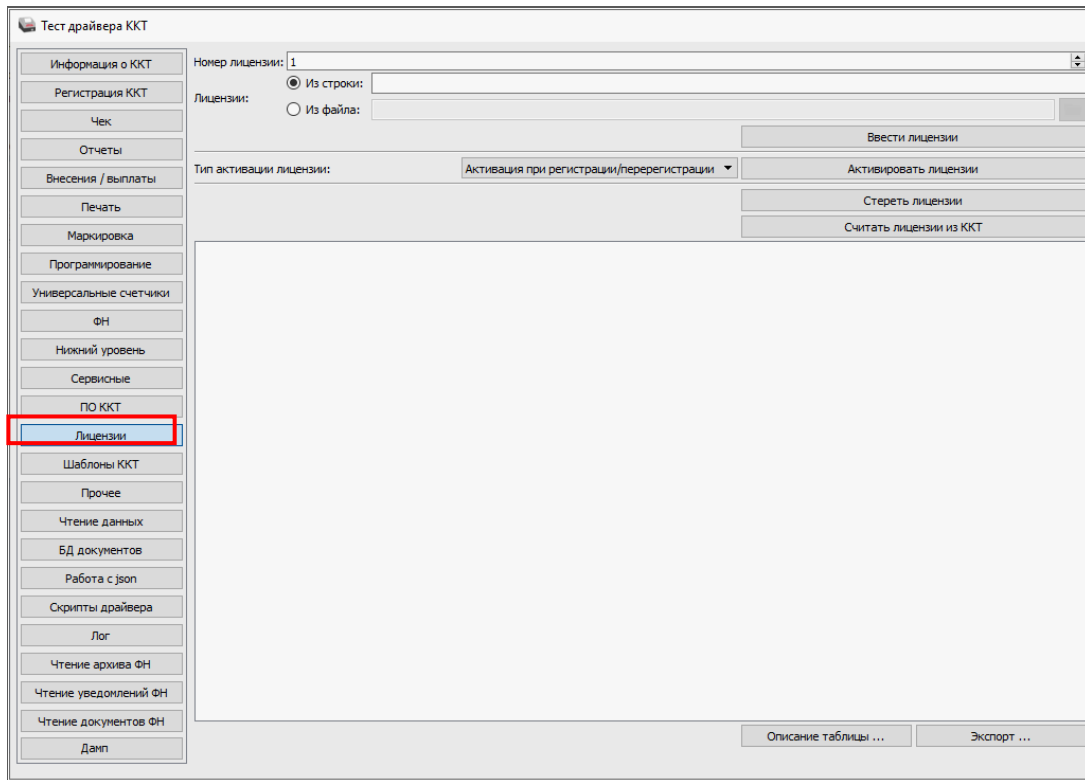 Тест драйвера ККТ
Информация о ККТ
Регистрация ККТ
Чек
Отчеты
Внесения / выплаты
Печать
Маркировка
Программирование
Универсальные счетчики
ФН
Нижний уровень
Сервисные
ПО ККТ
Лицензии
Шаблоны ККТ
Прочее
Чтение данных
БД документов
Работа с json
Скрипты драйвера
Лог
Чтение архива ФН
Чтение уведомлений ФН
Чтение документов ФН
Дамп
Номер лицензии: 1
Лицензии:
Из строки:
Из файла:
Ввести лицензии
Тип активации лицензии: Активация при регистрации/перерегистрации Активировать лицензии
Стереть лицензии
Считать лицензии из ККТ
Описание таблицы ... Экспорт ...